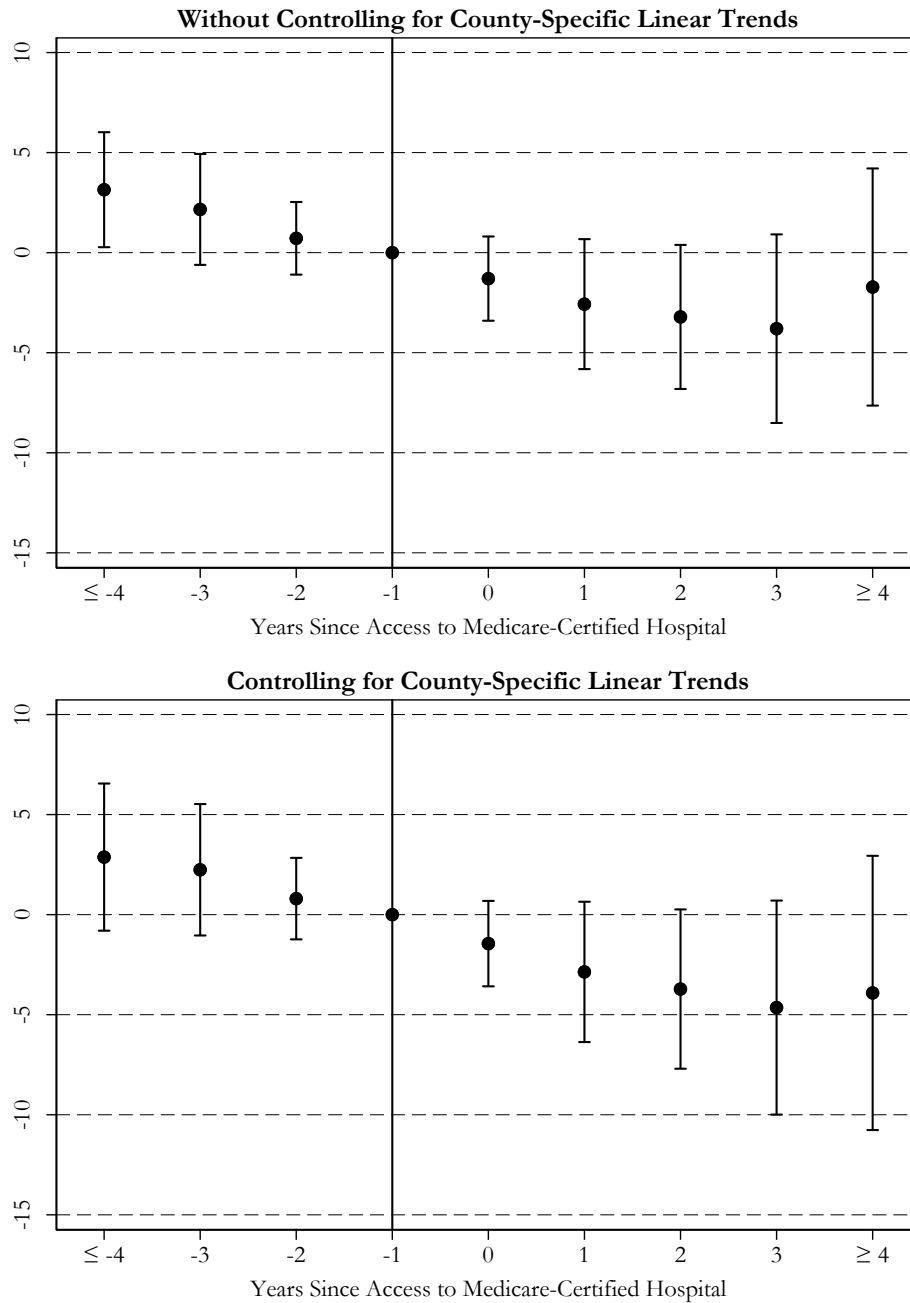 Without Controlling for County-Specific Linear Trends
10
5
0
-5
-10
-15
≤ -4 -3 -2 -1 0 1 2 3 ≥ 4
Years Since Access to Medicare-Certified Hospital
Controlling for County-Specific Linear Trends
10
5
0
-5
-10
-15
≤ -4 -3 -2 -1 0 1 2 3 ≥ 4
Years Since Access to Medicare-Certified Hospital